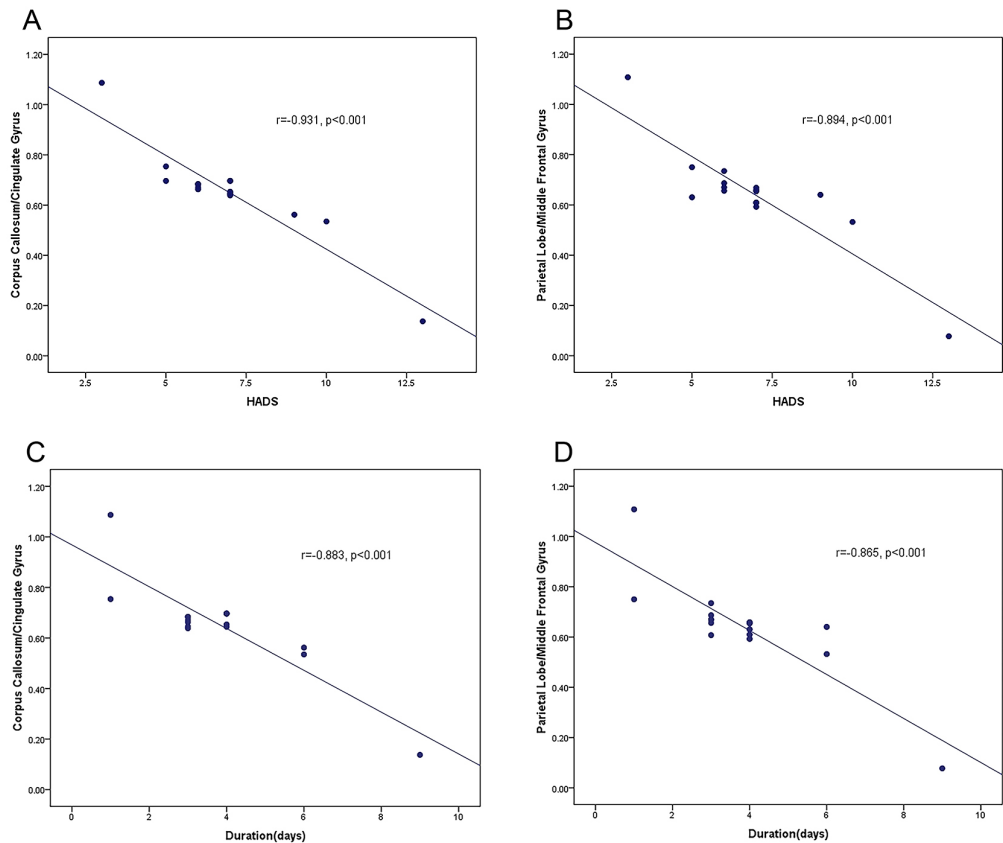 A
Corpus Callosum/Cingulate Gyrus
1.20
1.00
0.80
0.60
0.40
0.20
0.00
r=-0.931, p<0.001
2.5 5 7.5 10 12.5
HADS
B
Parietal Lobe/Middle Frontal Gyrus
1.20
1.00
0.80
0.60
0.40
0.20
0.00
r=-0.894, p<0.001
2.5 5 7.5 10 12.5
HADS
C
Corpus Callosum/Cingulate Gyrus
1.20
1.00
0.80
0.60
0.40
0.20
0.00
r=-0.883, p<0.001
0 2 4 6 8 10
Duration(days)
D
Parietal Lobe/Middle Frontal Gyrus
1.20
1.00
0.80
0.60
0.40
0.20
0.00
r=-0.865, p<0.001
0 2 4 6 8 10
Duration(days)